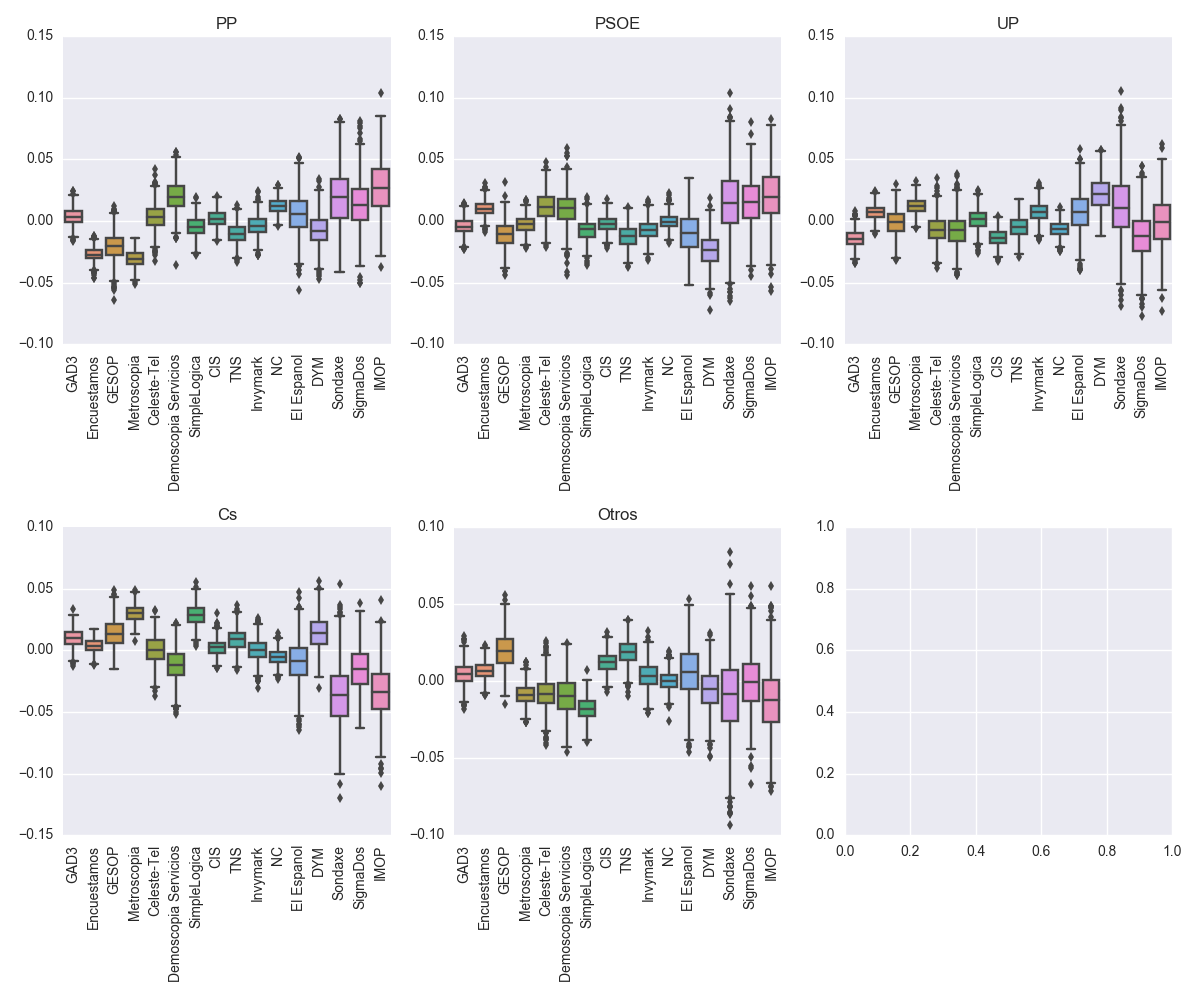 PP
0.15
0.10
0.05
0.00
−0.05
−0.10
GAD3
Encuestamos
GESOP
Metroscopia
Celeste-Tel
Demoscopia Servicios
SimpleLogica
CIS
TNS
Invymark
NC
El Espanol
DYM
Sondaxe
SigmaDos
IMOP
PSOE
0.15
0.10
0.05
0.00
−0.05
−0.10
GAD3
Encuestamos
GESOP
Metroscopia
Celeste-Tel
Demoscopia Servicios
SimpleLogica
CIS
TNS
Invymark
NC
El Espanol
DYM
Sondaxe
SigmaDos
IMOP
UP
0.15
0.10
0.05
0.00
−0.05
−0.10
GAD3
Encuestamos
GESOP
Metroscopia
Celeste-Tel
Demoscopia Servicios
SimpleLogica
CIS
TNS
Invymark
NC
El Espanol
DYM
Sondaxe
SigmaDos
IMOP
Cs
0.10
0.05
0.00
−0.05
−0.10
−0.15
GAD3
Encuestamos
GESOP
Metroscopia
Celeste-Tel
Demoscopia Servicios
SimpleLogica
CIS
TNS
Invymark
NC
El Espanol
DYM
Sondaxe
SigmaDos
IMOP
Otros
0.10
0.05
0.00
−0.05
−0.10
GAD3
Encuestamos
GESOP
Metroscopia
Celeste-Tel
Demoscopia Servicios
SimpleLogica
CIS
TNS
Invymark
NC
El Espanol
DYM
Sondaxe
SigmaDos
IMOP
1.0
0.8
0.6
0.4
0.2
0.0
0.0 0.2 0.4 0.6 0.8 1.0